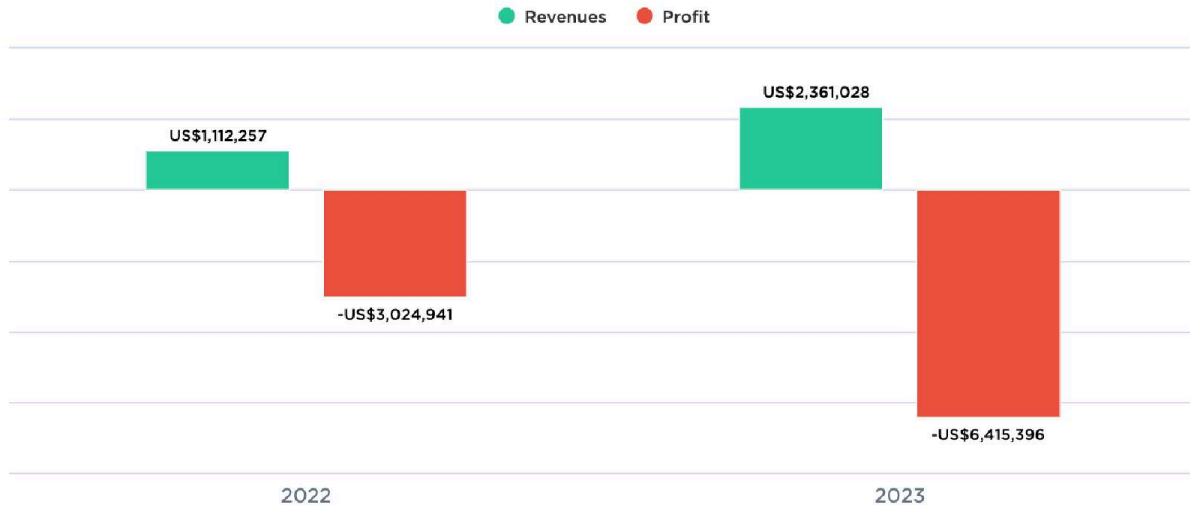 Revenues Profit
US$2,361,028
US$1,112,257
-US$3,024,941
-US$6,415,396
2022 2023